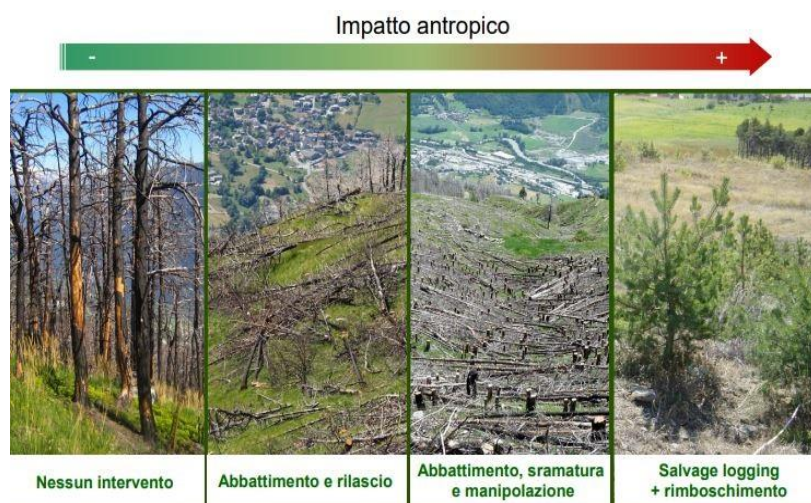 Impatto antropico
- +
Nessun intervento
Abbattimento e rilascio
Abbattimento, sramatura
e manipolazione
Salvage logging
+ rimboschimento